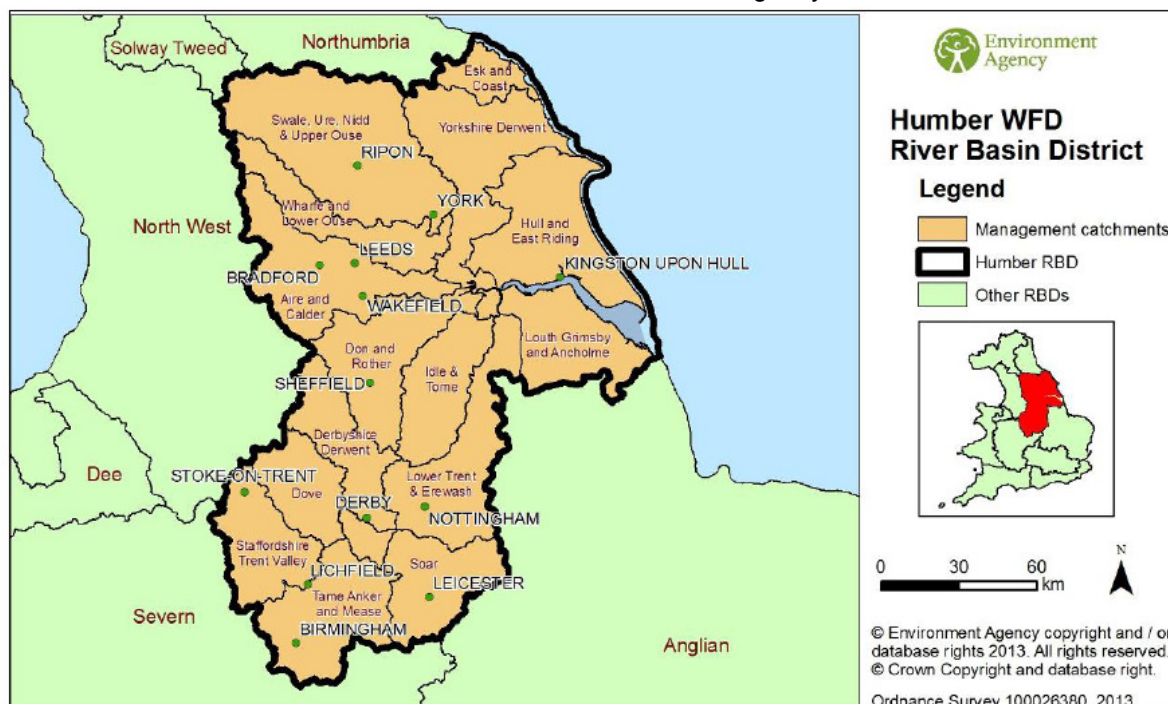 Solway Tweed
Northumbria
Esk and
Coast
Swale, Ure, Nidd
& Upper Ouse
Yorkshire Derwent
RIPON
North West
Wharfe and
Lower Ouse
YORK
Hull and
East Riding
LEEDS
BRADFORD
KINGSTON UPON HULL
Aire and
Calder
WAKEFIELD
Don and
Rother
Louth Grimsby
and Ancholme
SHEFFIELD
Idle &
Torne
Derbyshire
Derwent
Dee
STOKE-ON-TRENT
Dove
Lower Trent
& Erewash
DERBY
NOTTINGHAM
Staffordshire
Trent Valley
Soar
LICHFIELD
LEICESTER
Tame Anker
and Mease
Severn
BIRMINGHAM
Anglian
Environment
Agency
Humber WFD
River Basin District
Legend
Management catchments
Humber RBD
Other RBDs
0 30 60
km
N
© Environment Agency copyright and / or
database rights 2013. All rights reserved.
© Crown Copyright and database right.
Ordnance Survey 100026380, 2013